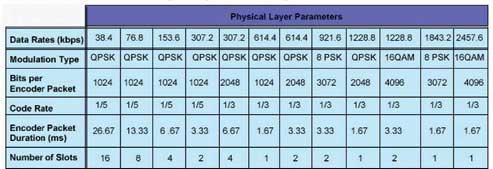 Physical Layer Parameters
Data Rates (kbps) 38.4 76.8 153.6 307.2 307.2 614.4 614.4 921.6 1228.8 1228.8 1843.2 2457.6
Modulation Type QPSK QPSK QPSK QPSK QPSK QPSK QPSK 8 PSK QPSK 16QAM 8 PSK 16QAM
Bits per
Encoder Packet 1024 1024 1024 1024 2048 1024 2048 3072 2048 4096 3072 4096
Code Rate 1/5 1/5 1/5 1/5 1/3 1/3 1/3 1/3 1/3 1/3 1/3 1/3
Encoder Packet
Duration (ms) 26.67 13.33 6.67 3.33 6.67 1.67 3.33 3.33 1.67 3.33 1.67 1.67
Number of Slots 16 8 4 2 4 1 2 2 1 2 1 1